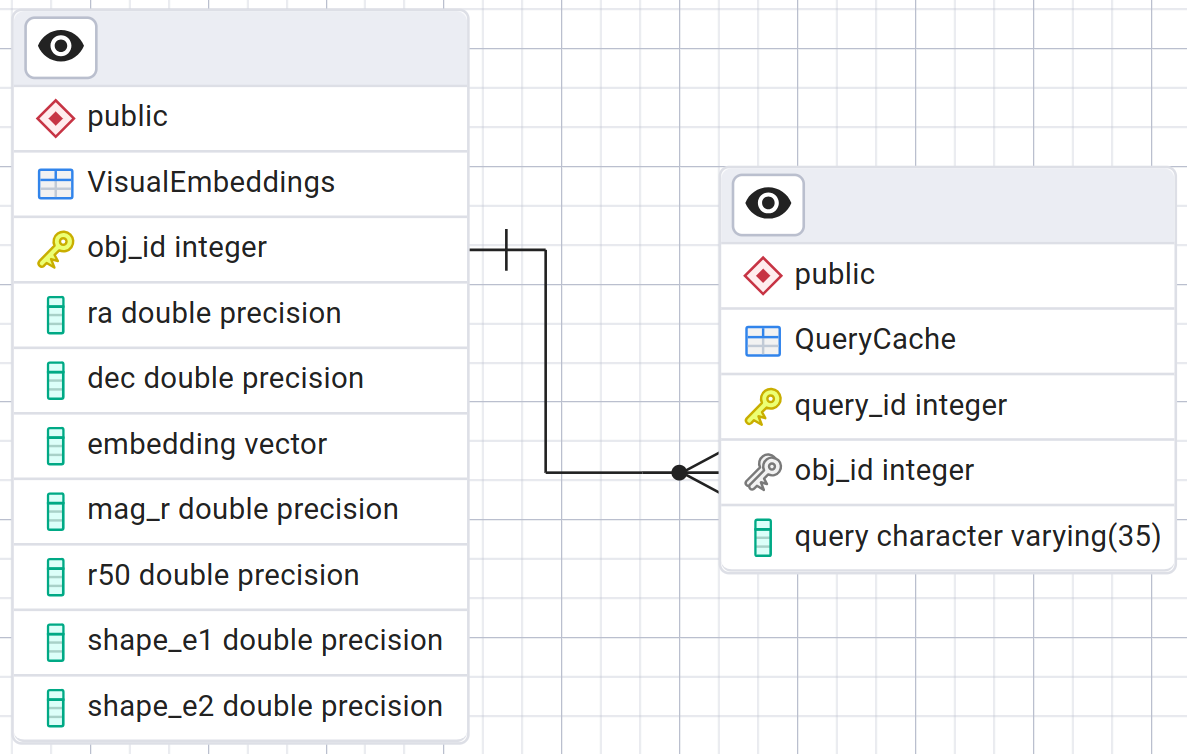 public
VisualEmbeddings
obj_id integer
ra double precision
dec double precision
embedding vector
mag_r double precision
r50 double precision
shape_e1 double precision
shape_e2 double precision
public
QueryCache
query_id integer
obj_id integer
query character varying(35)